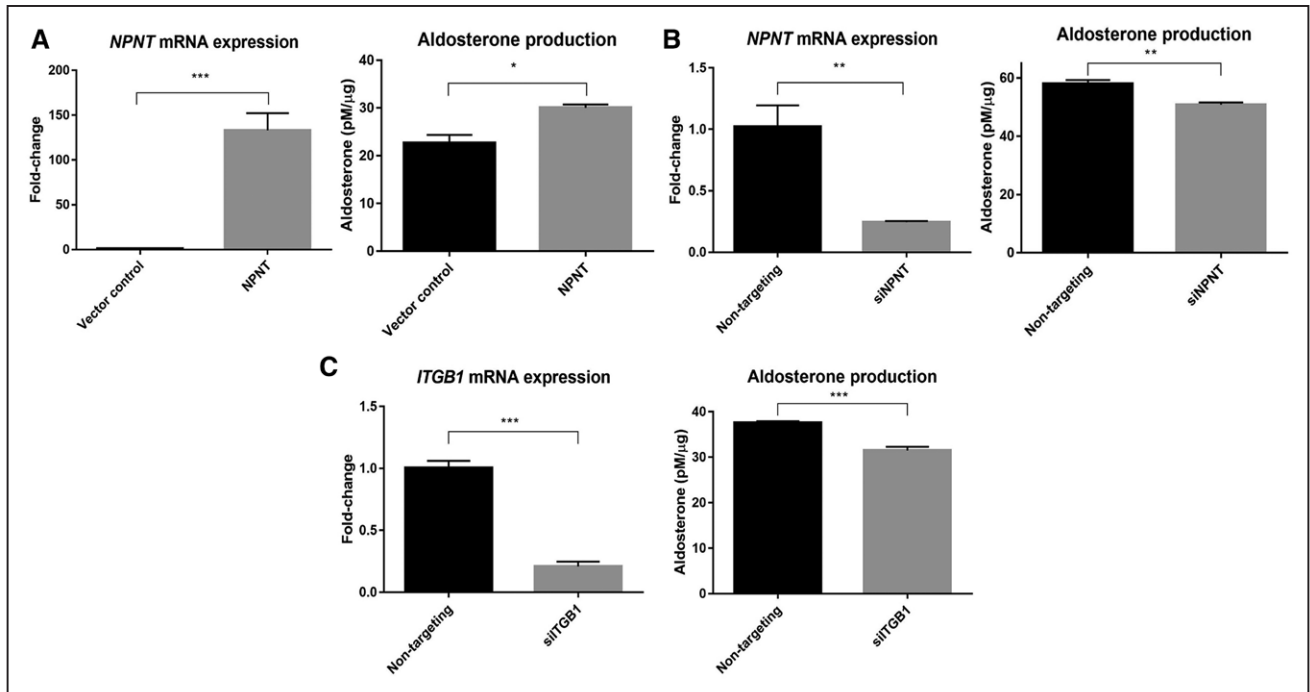 A
NPNT mRNA expression
***
Fold-change
200
150
100
50
0
Vector control
NPNT
Aldosterone production
*
Aldosterone (pM/μg)
40
30
20
10
0
Vector control
NPNT
B
NPNT mRNA expression
**
Fold-change
1.5
1.0
0.5
0.0
Non-targeting
siNPNT
Aldosterone production
**
Aldosterone (pM/μg)
60
40
20
0
Non-targeting
siNPNT
C
ITGB1 mRNA expression
***
Fold-change
1.5
1.0
0.5
0.0
Non-targeting
siITGB1
Aldosterone production
***
Aldosterone (pM/μg)
40
30
20
10
0
Non-targeting
siITGB1